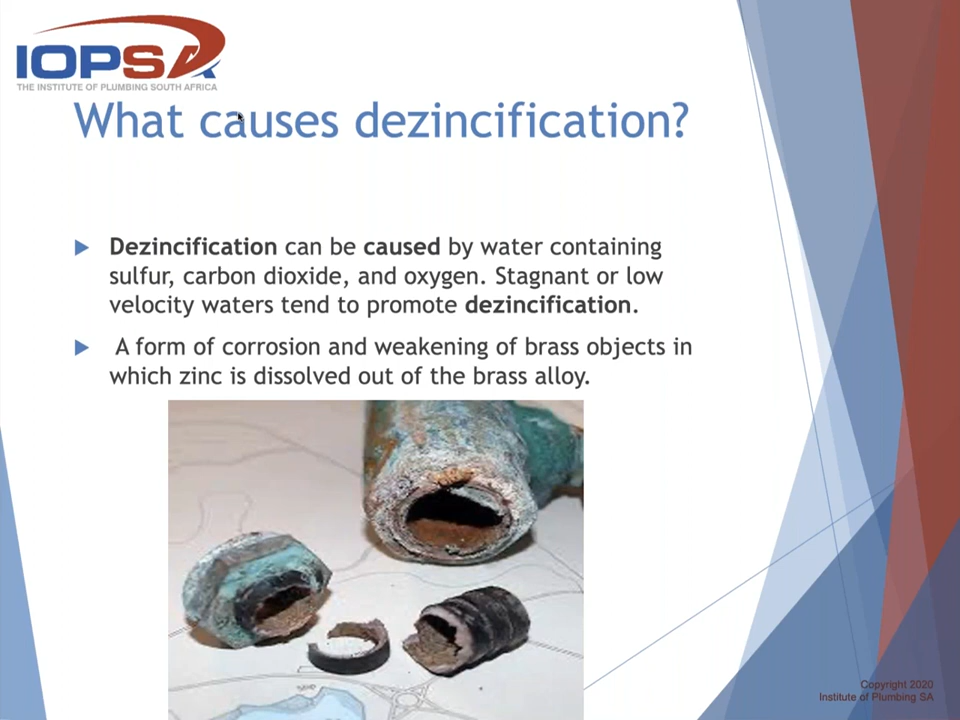 IOPSA
THE INSTITUTE OF PLUMBING SOUTH AFRICA
What causes dezincification?
Dezincification can be caused by water containing
sulfur, carbon dioxide, and oxygen. Stagnant or low
velocity waters tend to promote dezincification.
A form of corrosion and weakening of brass objects in
which zinc is dissolved out of the brass alloy.
Copyright 2020
Institute of Plumbing SA